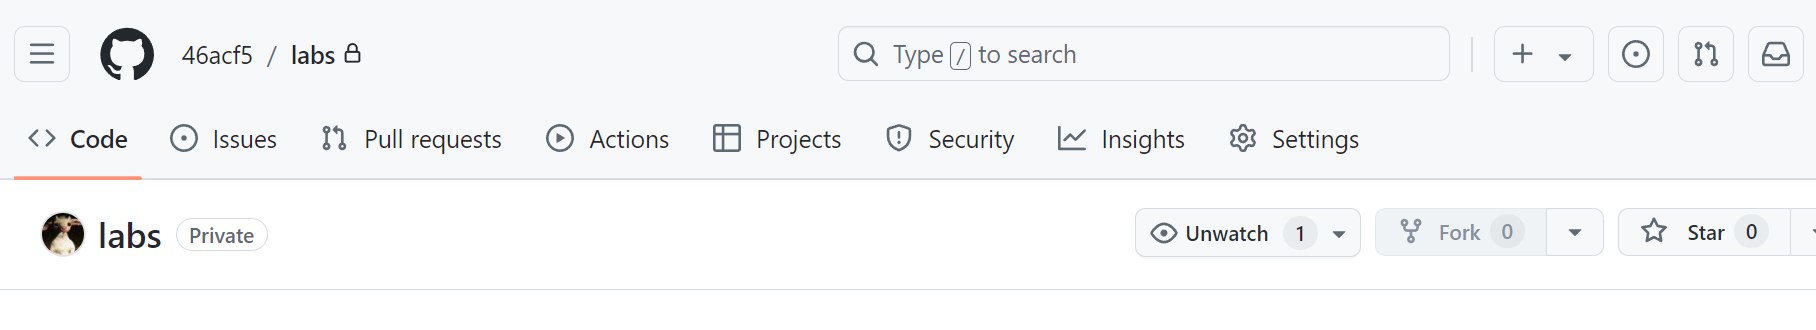 46acf5 / labs Type / to search
Code Issues Pull requests Actions Projects Security Insights Settings
labs Private Unwatch 1 Fork 0 Star 0